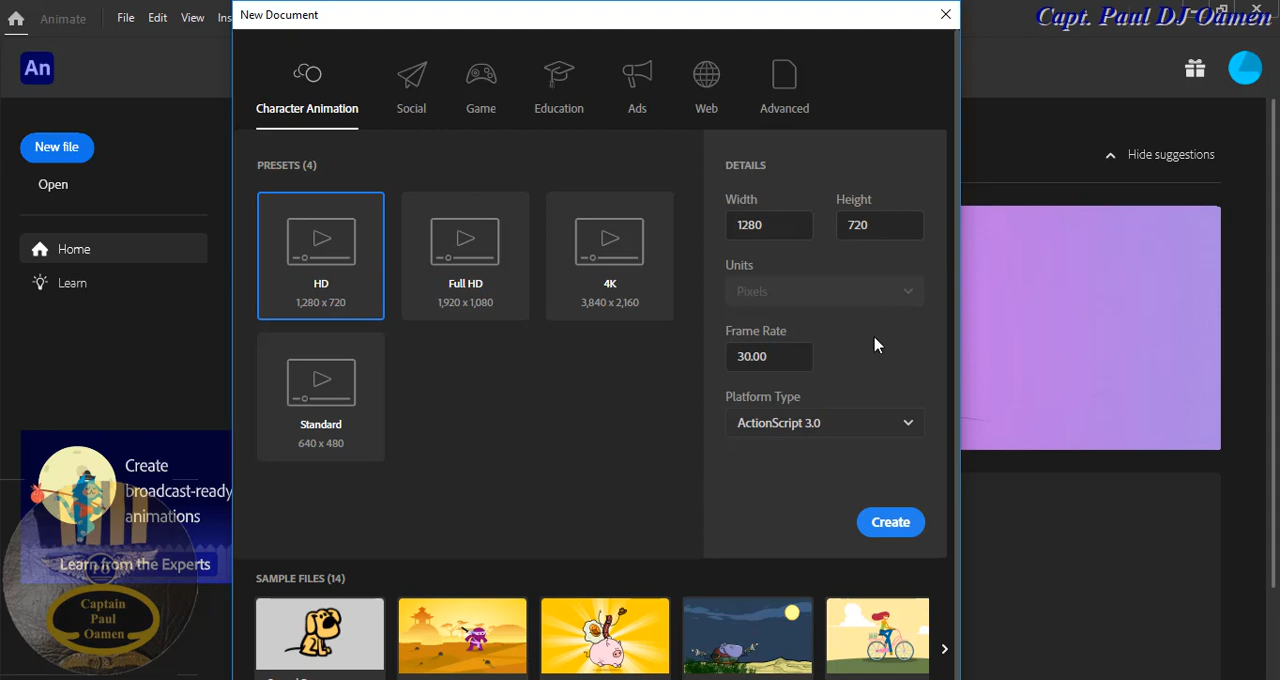 Animate
File Edit View Ins
New Document
Capt. Paul DJ Oamen
An
Character Animation
Social
Game
Education
Ads
Web
Advanced
New file
Open
Home
Learn
PRESETS (4)
HD
1,280 x 720
Full HD
1,920 x 1,080
4K
3,840 x 2,160
Standard
640 x 480
DETAILS
Width
Height
1280
720
Units
Pixels
Frame Rate
30.00
Platform Type
ActionScript 3.0
Create
Hide suggestions
Create
broadcast-ready
animations
Learn from the Experts
Captain
Paul
Oamen
SAMPLE FILES (14)